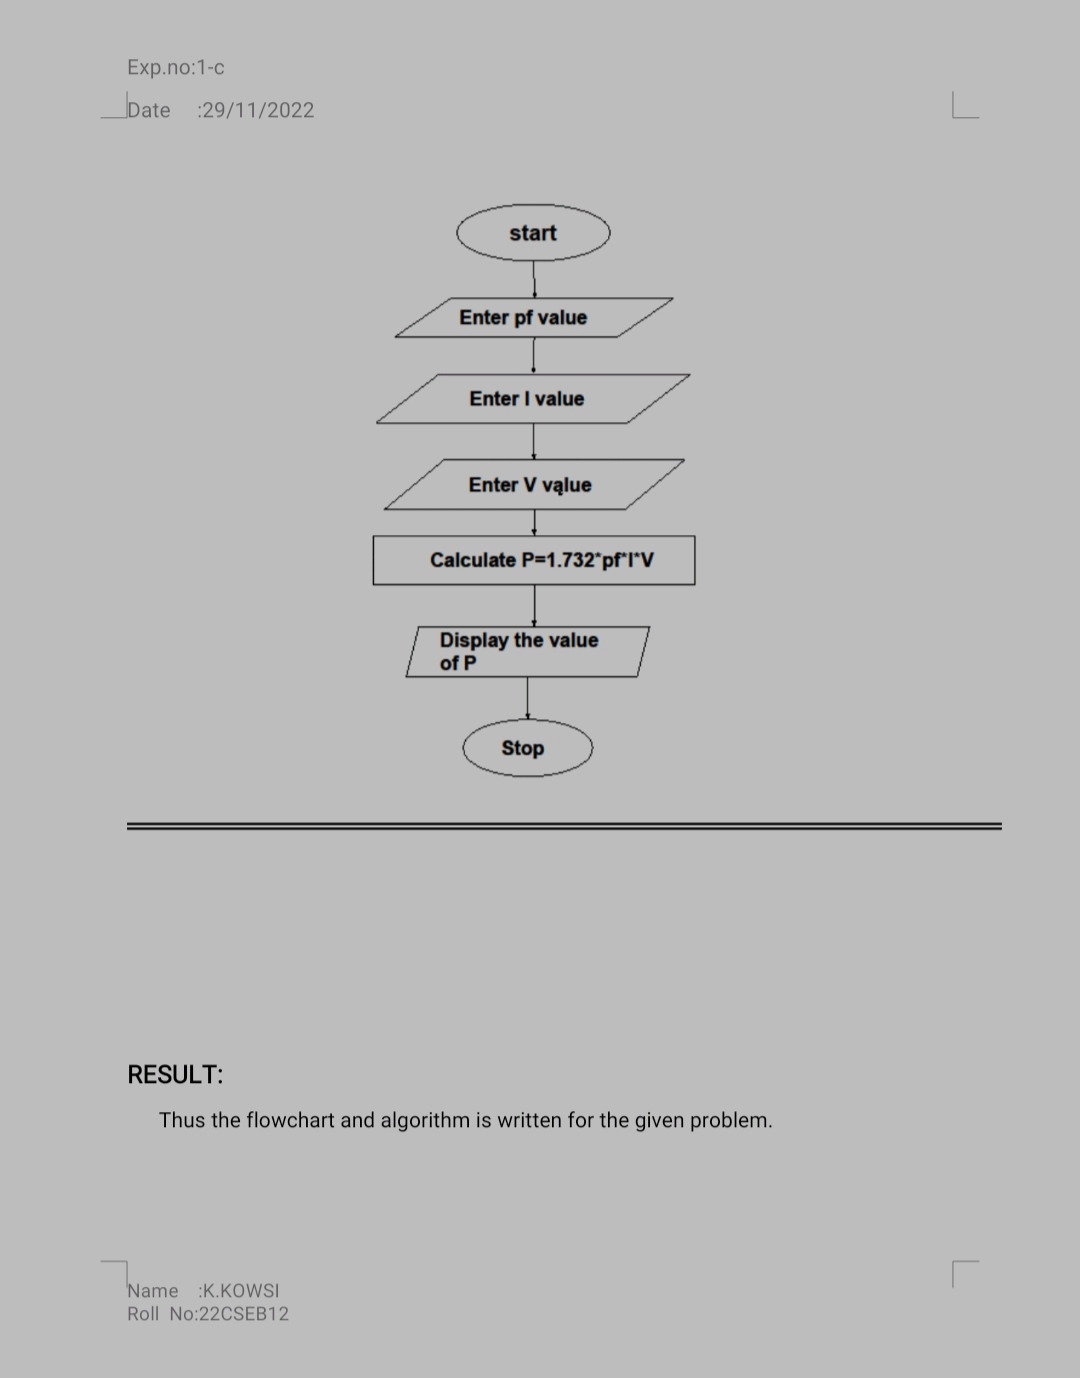 Exp.no:1-c
Date :29/11/2022
start
Enter pf value
Enter I value
Enter V value
Calculate P=1.732*pf*I*V
Display the value
of P
Stop
RESULT:
Thus the flowchart and algorithm is written for the given problem.
Name :K.KOWSI
Roll No:22CSEB12